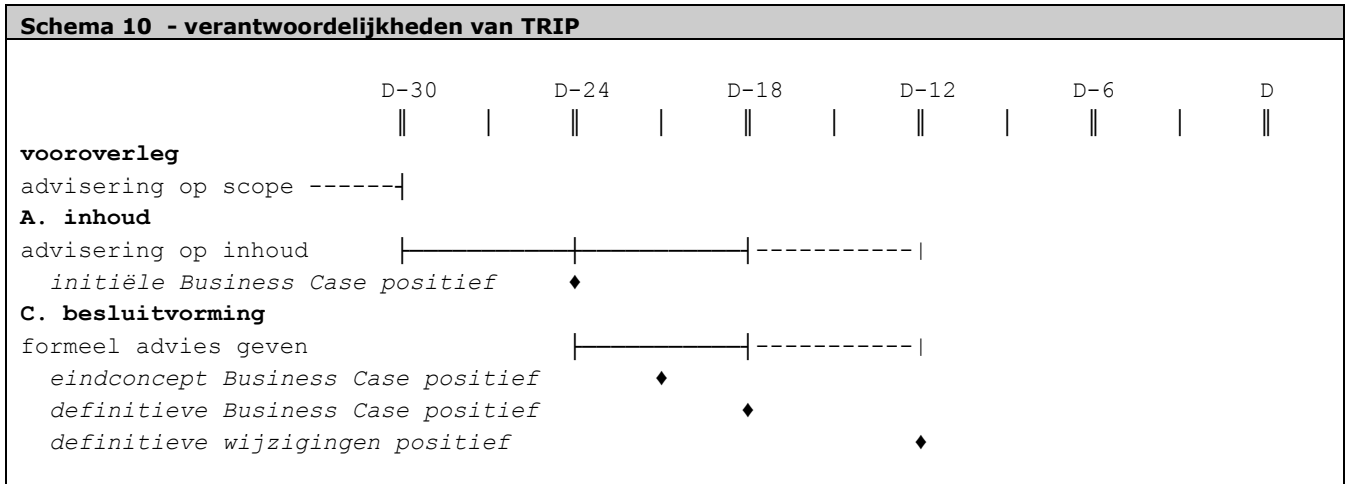 Schema 10 - verantwoordelijkheden van TRIP
D-30 D-24 D-18 D-12 D-6 D
vooroverleg
advisering op scope
A. inhoud
advisering op inhoud
initiële Business Case positief
C. besluitvorming
formeel advies geven
eindconcept Business Case positief
definitieve Business Case positief
definitieve wijzigingen positief